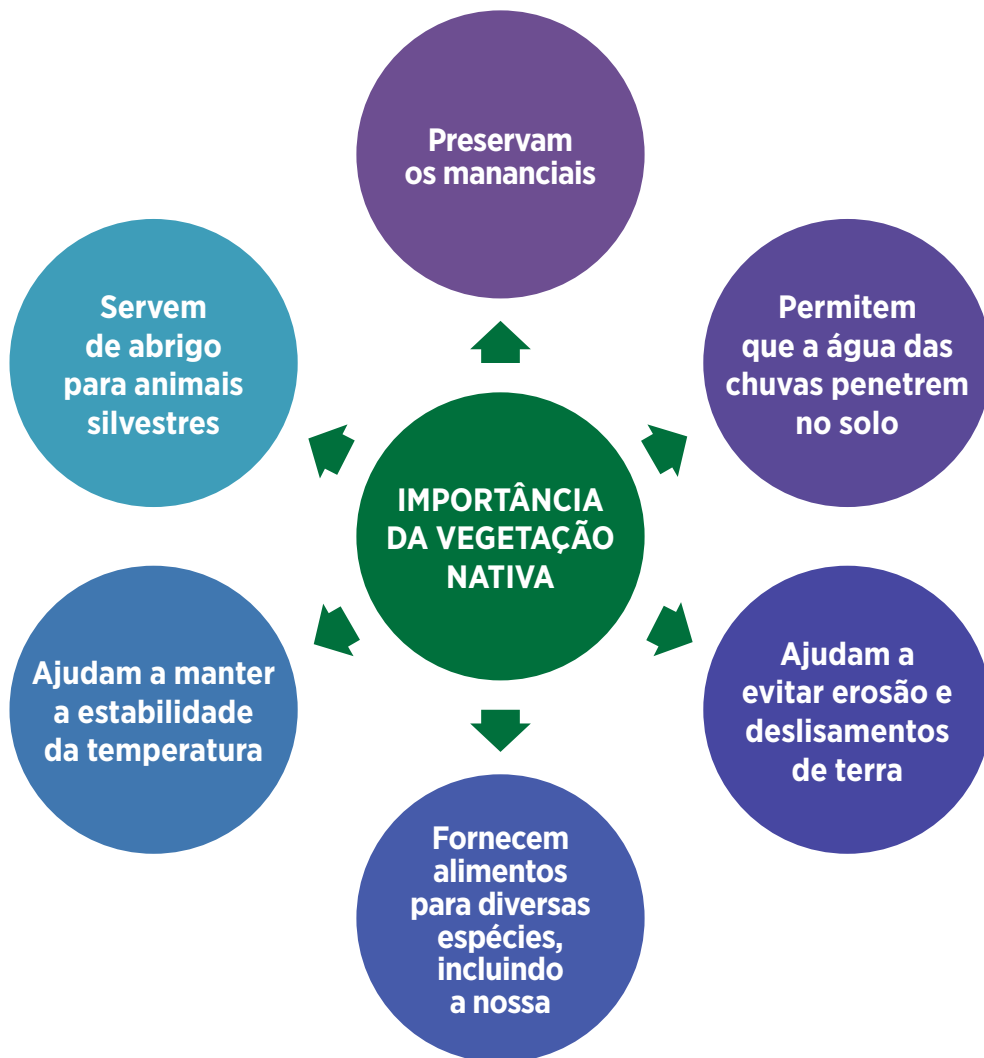 Preservam
os mananciais
Servem
de abrigo
para animais
silvestres
Permitem
que a água das
chuvas penetrem
no solo
IMPORTÂNCIA
DA VEGETAÇÃO
NATIVA
Ajudam a manter
a estabilidade
da temperatura
Ajudam a
evitar erosão e
deslisamentos
de terra
Fornecem
alimentos
para diversas
espécies,
incluindo
a nossa